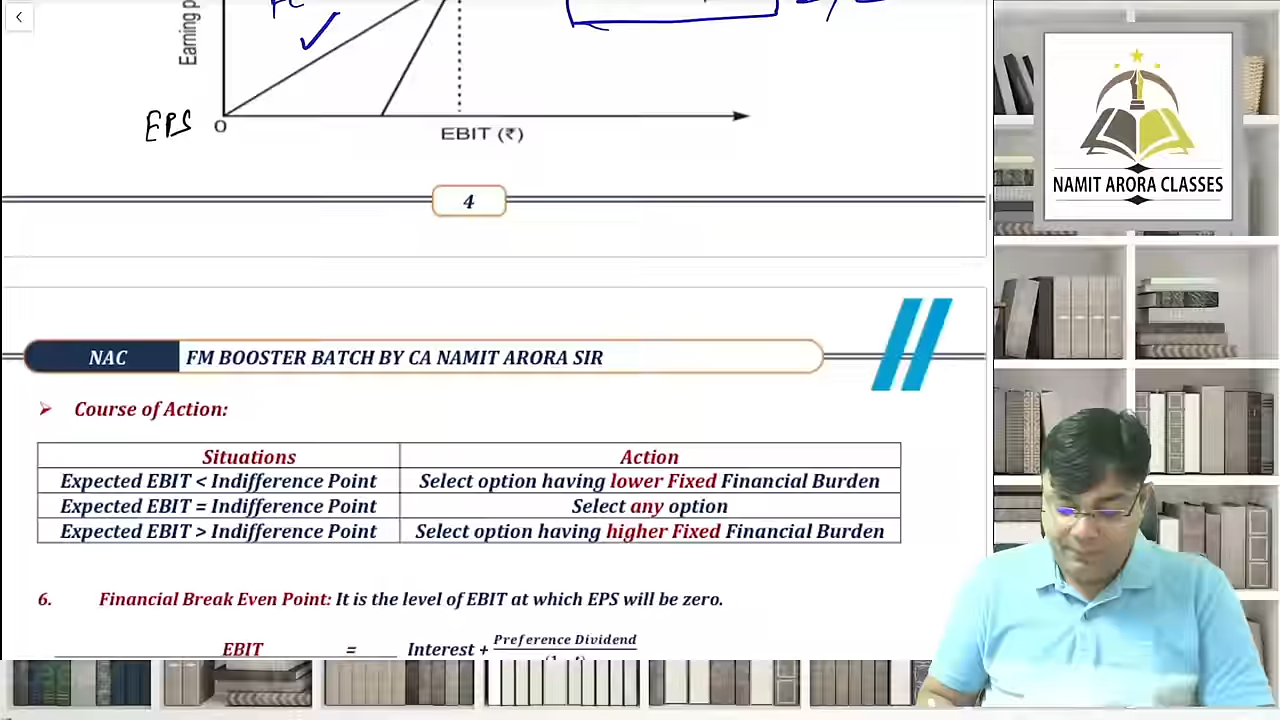 Earning p
EPS
0
EBIT (₹)
4
NAMIT ARORA CLASSES
NAC FM BOOSTER BATCH BY CA NAMIT ARORA SIR
➢ Course of Action:
Situations Action
Expected EBIT < Indifference Point Select option having lower Fixed Financial Burden
Expected EBIT = Indifference Point Select any option
Expected EBIT > Indifference Point Select option having higher Fixed Financial Burden
6. Financial Break Even Point: It is the level of EBIT at which EPS will be zero.
EBIT = Interest + Preference Dividend